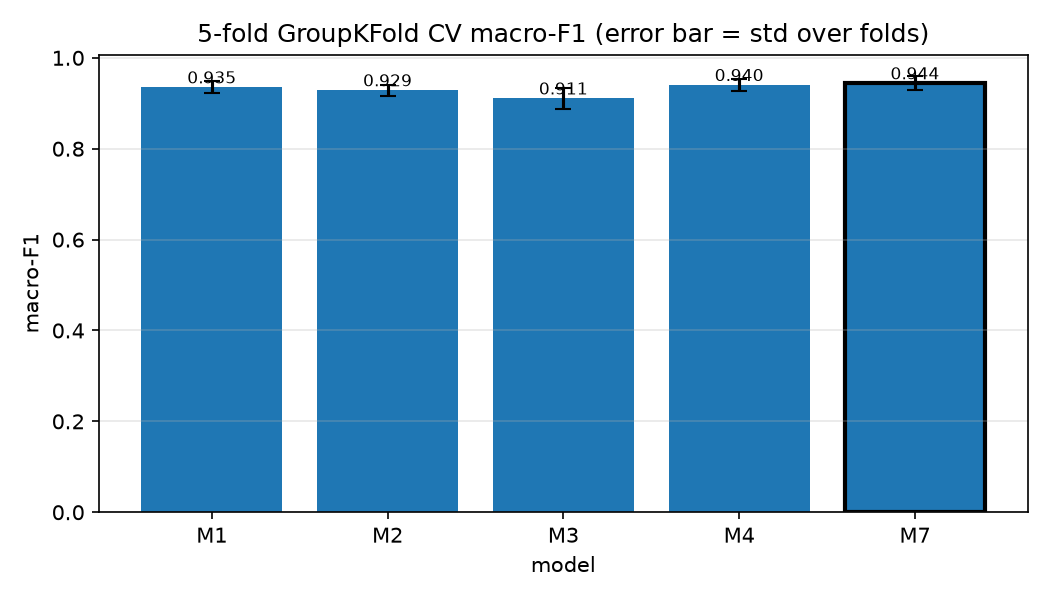 5-fold GroupKFold CV macro-F1 (error bar = std over folds)
macro-F1
1.0
0.8
0.6
0.4
0.2
0.0
0.935
0.929
0.911
0.940
0.944
M1
M2
M3
M4
M7
model